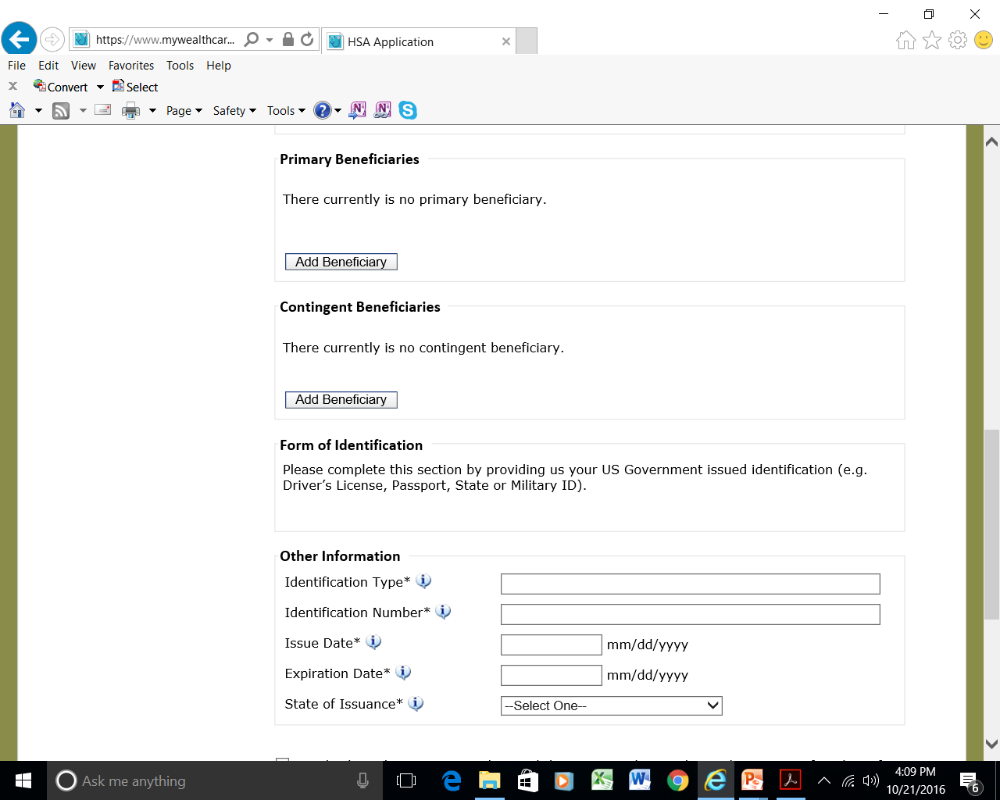 https://www.mywealthcar...
HSA Application
File Edit View Favorites Tools Help
x Convert Select
Page Safety Tools
Primary Beneficiaries
There currently is no primary beneficiary.
Add Beneficiary
Contingent Beneficiaries
There currently is no contingent beneficiary.
Add Beneficiary
Form of Identification
Please complete this section by providing us your US Government issued identification (e.g.
Driver’s License, Passport, State or Military ID).
Other Information
Identification Type*
Identification Number*
Issue Date* mm/dd/yyyy
Expiration Date* mm/dd/yyyy
State of Issuance* --Select One--
Ask me anything
4:09 PM
10/21/2016
6